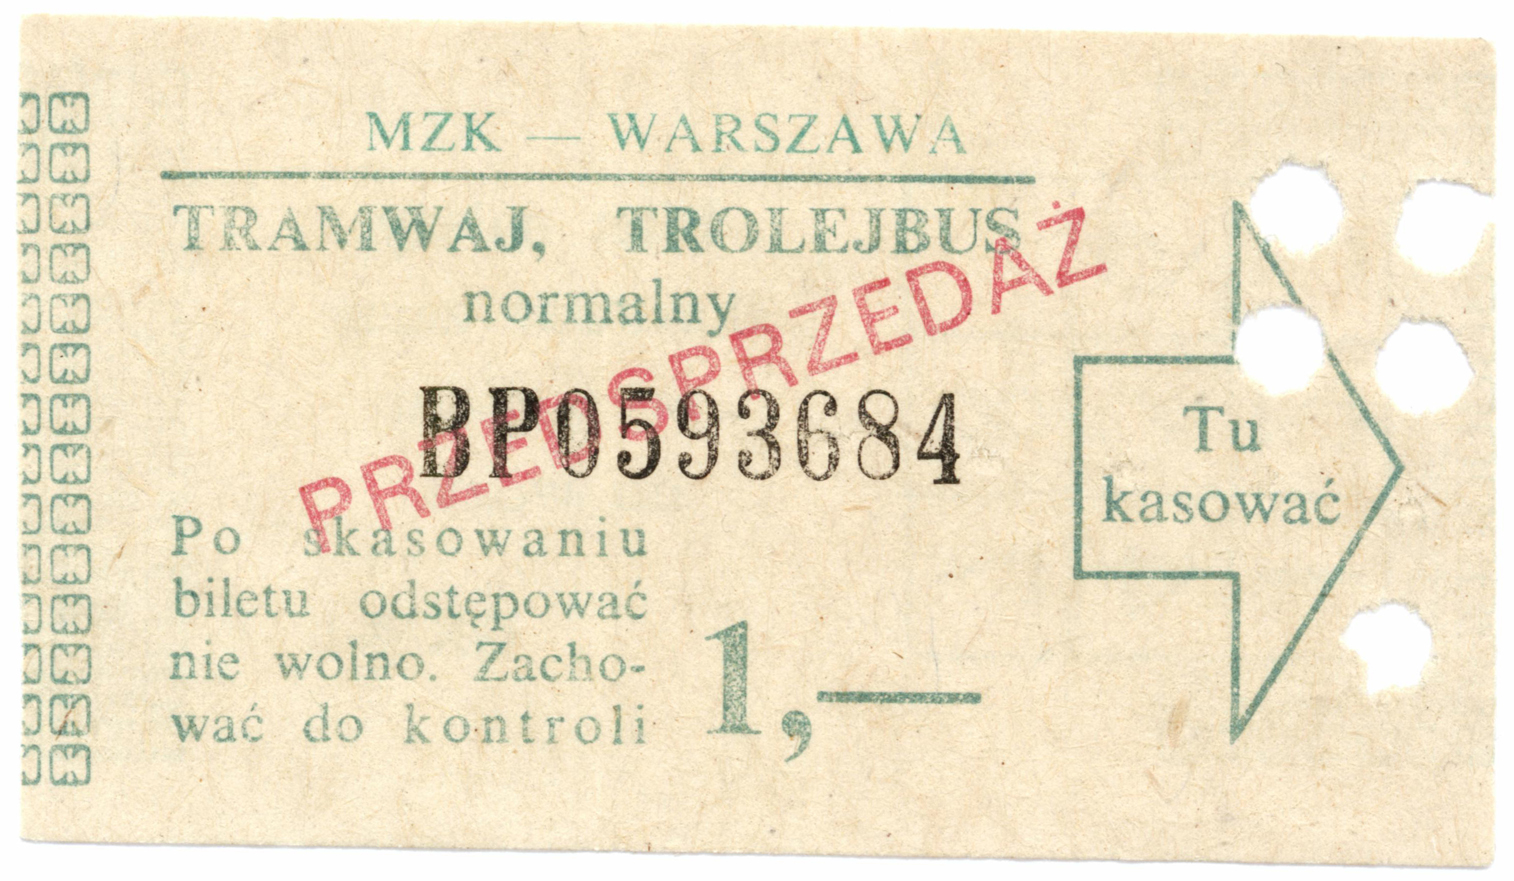 MZK — WARSZAWA
TRAMWAJ, TROLEJBUS
normalny
PRZEDSPRZEDAŻ
BP0593684
Po skasowaniu
biletu odstępować
nie wolno. Zacho-
wać do kontroli
1,—
Tu
kasować